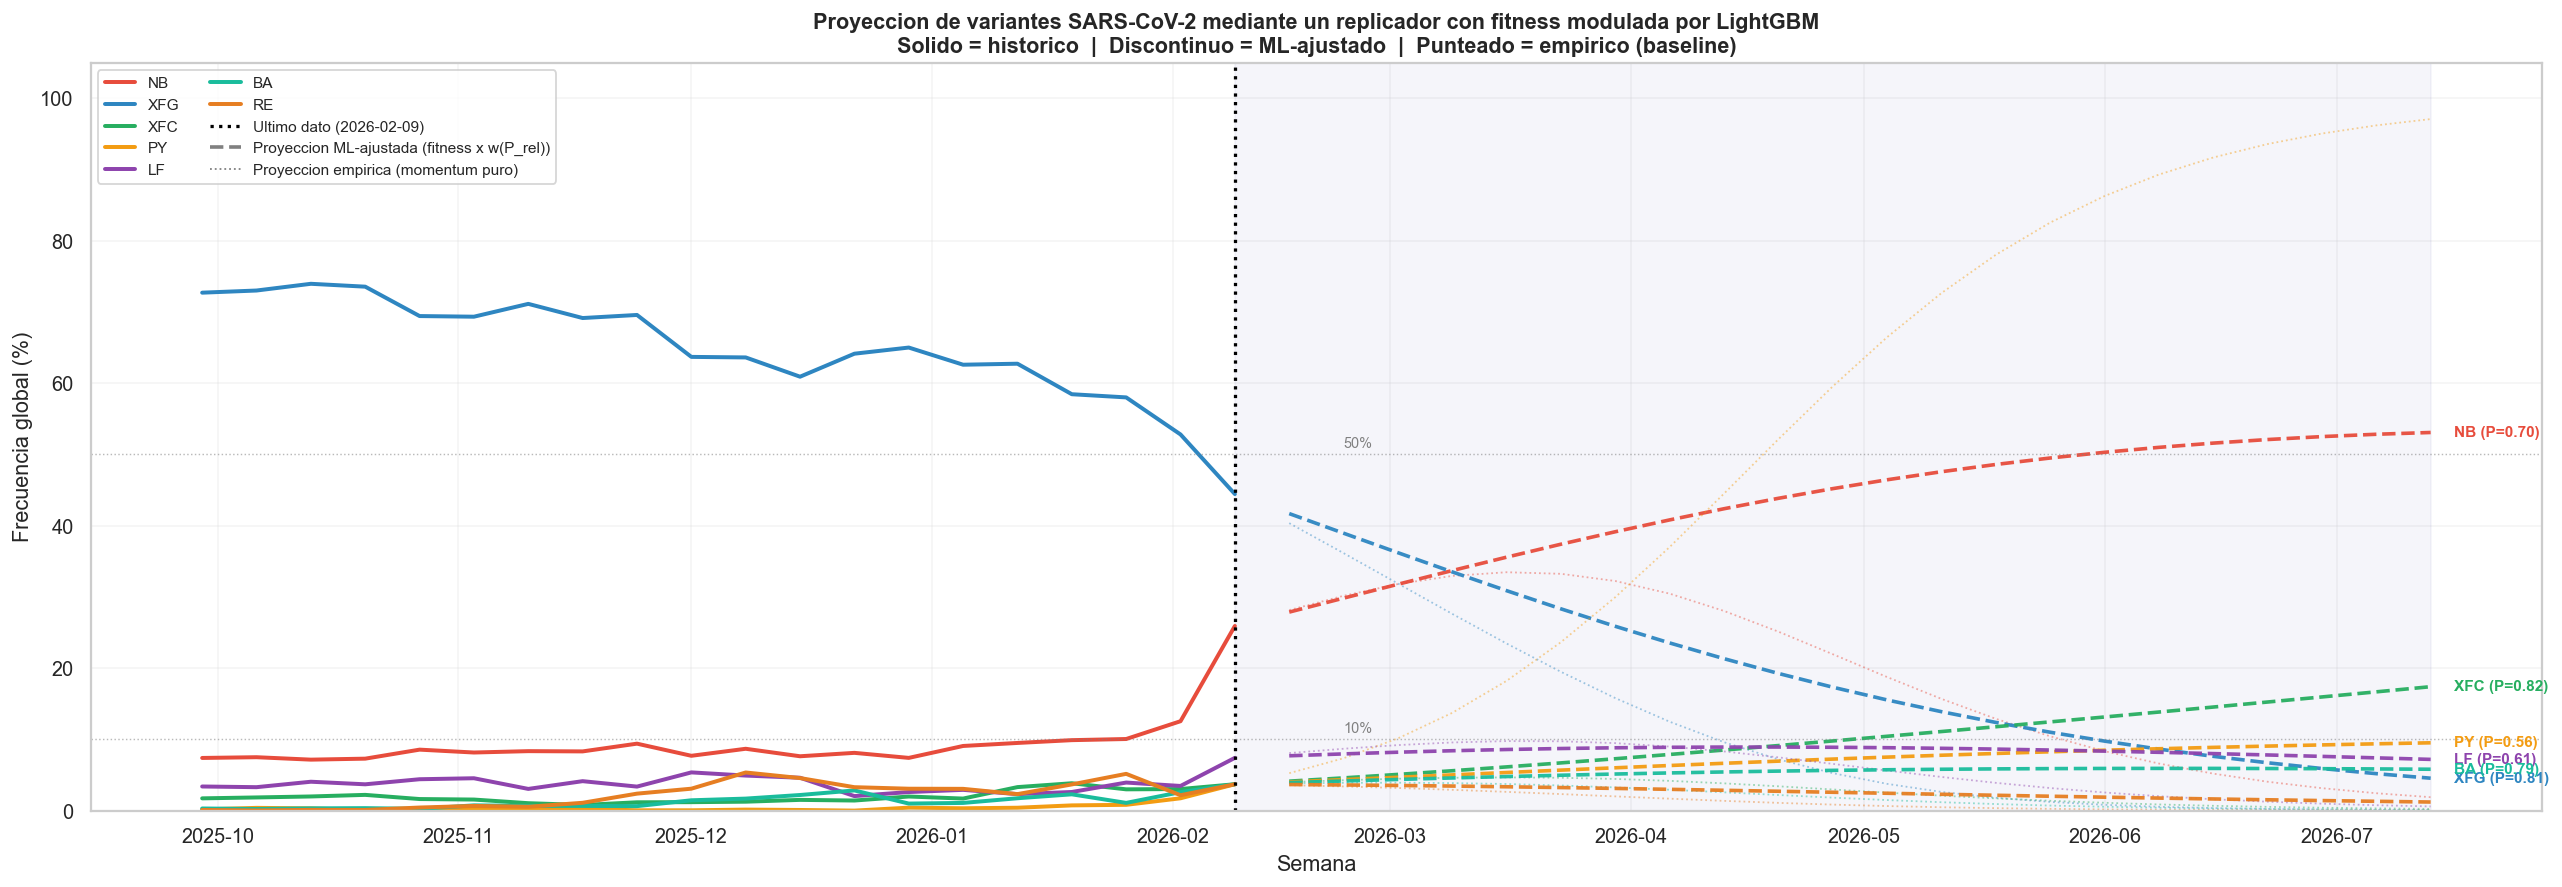 Proyeccion de variantes SARS-CoV-2 mediante un replicador con fitness modulada por LightGBM
Solido = historico | Discontinuo = ML-ajustado | Punteado = empirico (baseline)
NB
XFG
XFC
PY
LF
BA
RE
Ultimo dato (2026-02-09)
Proyeccion ML-ajustada (fitness x w(P_rel))
Proyeccion empirica (momentum puro)
Frecuencia global (%)
100
80
60
40
20
0
50%
10%
NB (P=0.70)
XFC (P=0.82)
PY (P=0.56)
LF (P=0.61)
BA (P=0.79)
XFG (P=0.81)
2025-10
2025-11
2025-12
2026-01
2026-02
2026-03
2026-04
2026-05
2026-06
2026-07
Semana